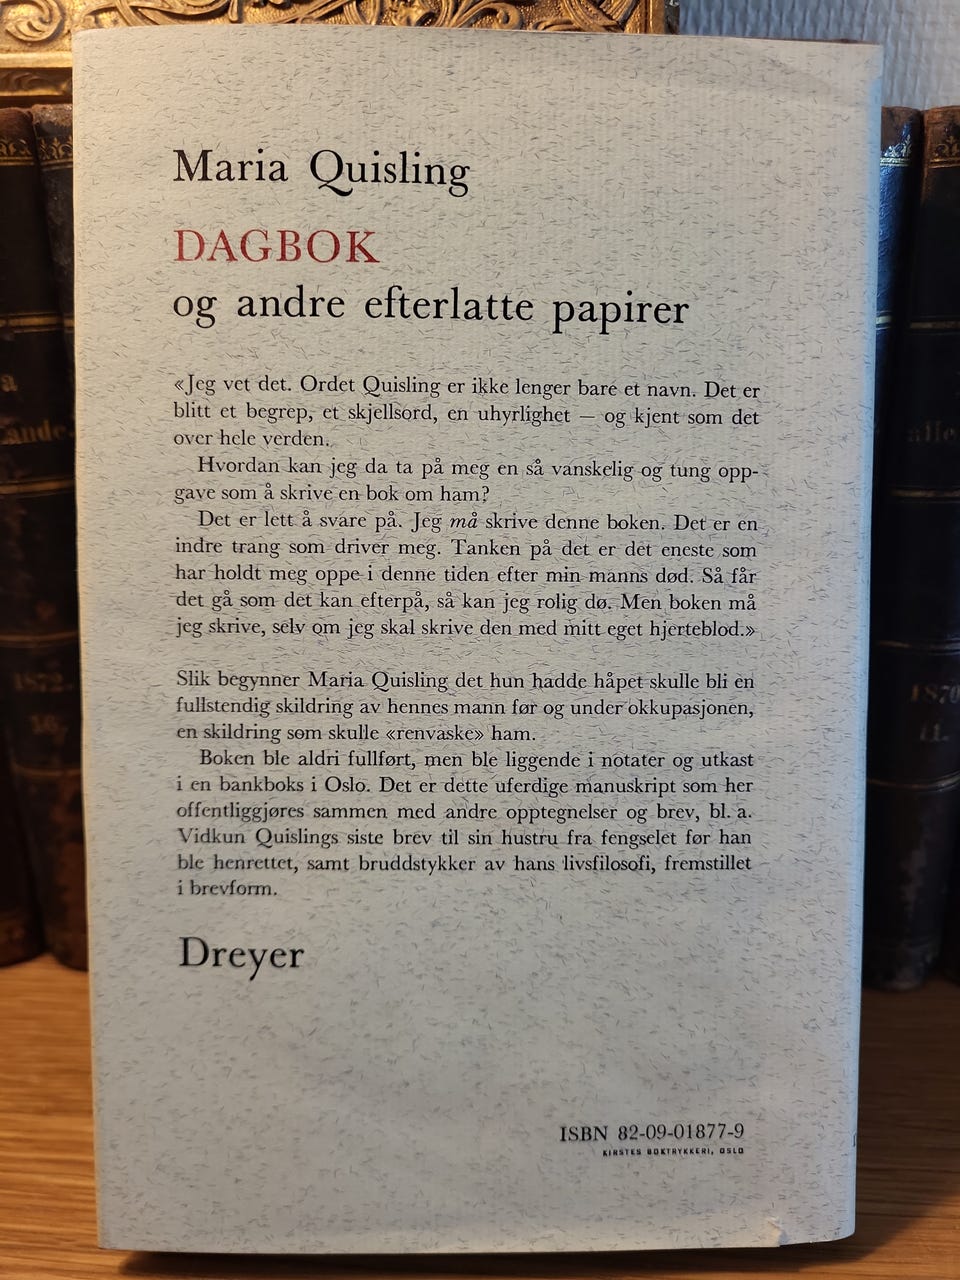 Maria Quisling
DAGBOK
og andre efterlatte papirer
«Jeg vet det. Ordet Quisling er ikke lenger bare et navn. Det er
blitt et begrep, et skjellsord, en uhyrlighet — og kjent som det
over hele verden.
Hvordan kan jeg da ta på meg en så vanskelig og tung opp-
gave som å skrive en bok om ham?
Det er lett å svare på. Jeg må skrive denne boken. Det er en
indre trang som driver meg. Tanken på det er det eneste som
har holdt meg oppe i denne tiden efter min manns død. Så får
det gå som det kan efterpå, så kan jeg rolig dø. Men boken må
jeg skrive, selv om jeg skal skrive den med mitt eget hjerteblod.»
Slik begynner Maria Quisling det hun hadde håpet skulle bli en
fullstendig skildring av hennes mann før og under okkupasjonen,
en skildring som skulle «renvaske» ham.
Boken ble aldri fullført, men ble liggende i notater og utkast
i en bankboks i Oslo. Det er dette uferdige manuskript som her
offentliggjøres sammen med andre opptegnelser og brev, bl. a.
Vidkun Quislings siste brev til sin hustru fra fengselet før han
ble henrettet, samt bruddstykker av hans livsfilosofi, fremstillet
i brevform.
Dreyer
ISBN 82-09-01877-9
KIRSTES BOKTRYKKERI, OSLO
1872.
1870
11.